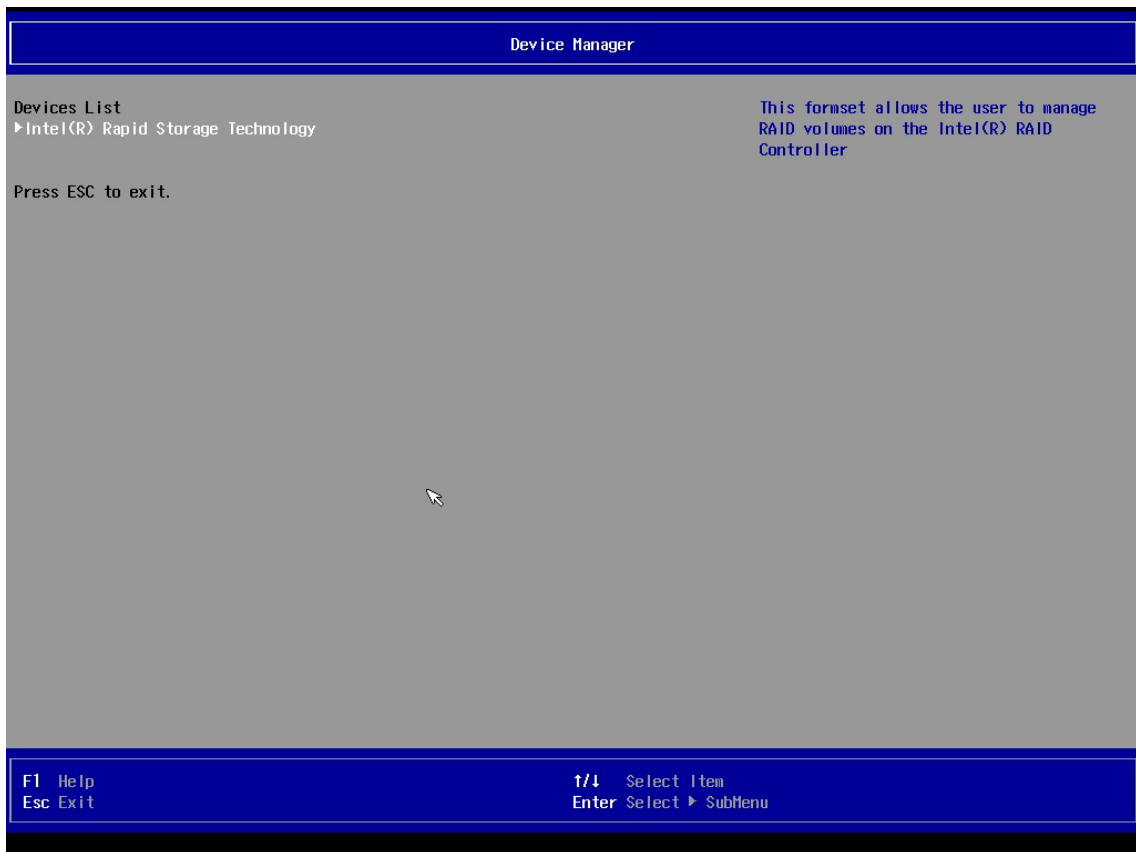 Device Manager
Devices List
▶Intel(R) Rapid Storage Technology
Press ESC to exit.
This formset allows the user to manage
RAID volumes on the Intel(R) RAID
Controller
F1 Help
Esc Exit
↑/↓ Select Item
Enter Select ▶ SubMenu